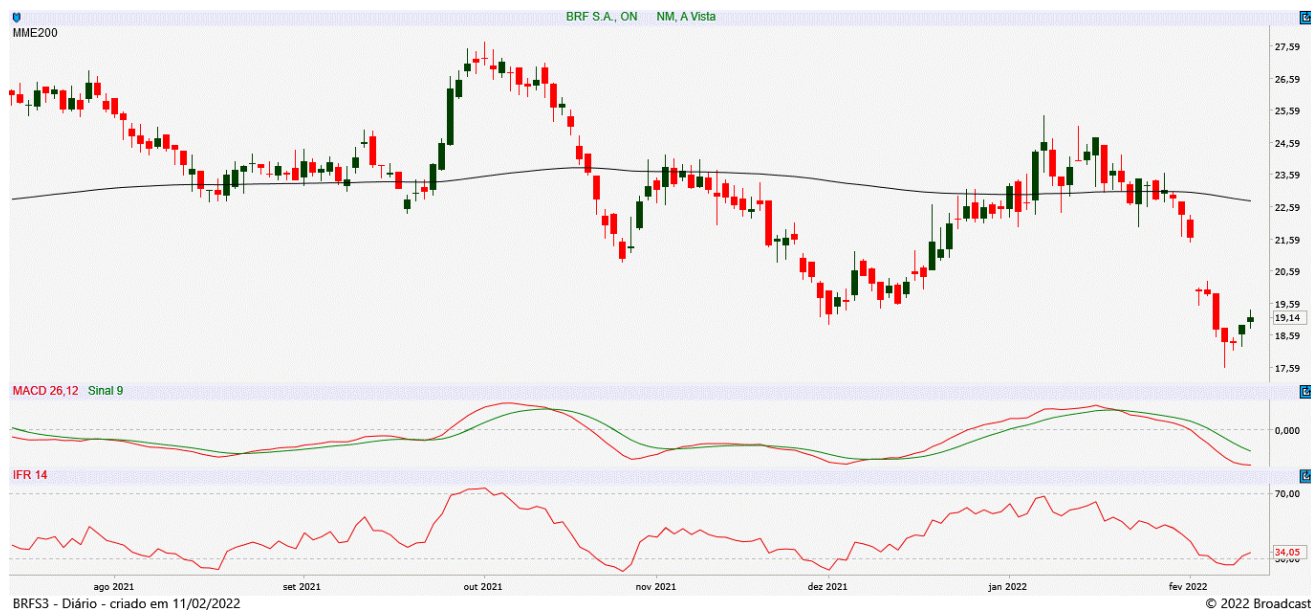 BRF S.A., ON NM, A Vista
MME200
27,59
26,59
25,59
24,59
23,59
22,59
21,59
20,59
19,59
19,14
18,59
17,59
MACD 26,12 Sinal 9
0,000
IFR 14
70,00
34,05
30,00
ago 2021 set 2021 out 2021 nov 2021 dez 2021 jan 2022 fev 2022
BRFS3 - Diário - criado em 11/02/2022 © 2022 Broadcast